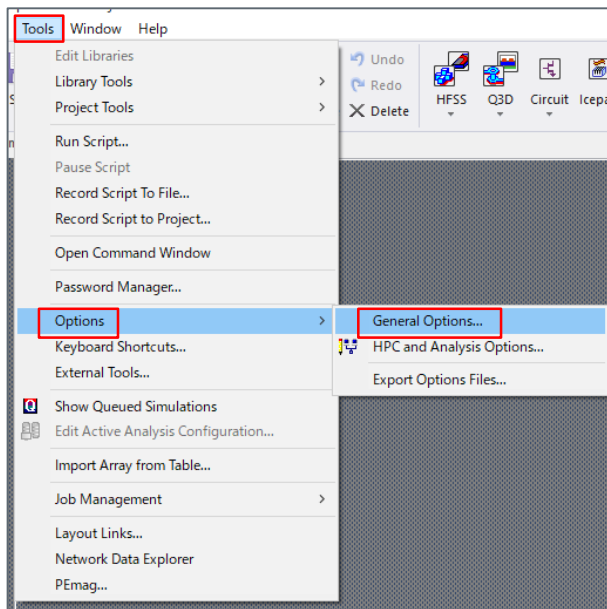 Tools Window Help
Edit Libraries
Library Tools
Project Tools
Run Script...
Pause Script
Record Script To File...
Record Script to Project...
Open Command Window
Password Manager...
Options
Keyboard Shortcuts...
External Tools...
Show Queued Simulations
Edit Active Analysis Configuration...
Import Array from Table...
Job Management
Layout Links...
Network Data Explorer
PEmag...
Undo
Redo
Delete
HFSS Q3D Circuit
General Options...
HPC and Analysis Options...
Export Options Files...